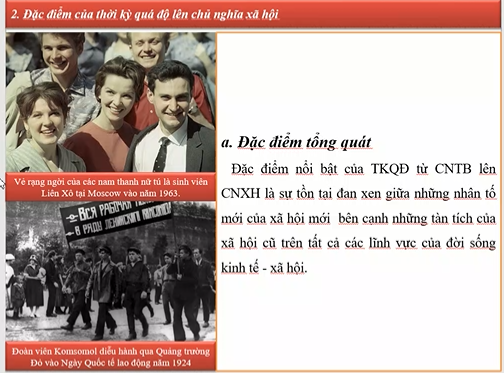 2. Đặc điểm của thời kỳ quá độ lên chủ nghĩa xã hội
Vẻ rạng ngời của các nam thanh nữ tú là sinh viên
Liên Xô tại Moscow vào năm 1963.
ВСЯ РАБОЧАЯ
В РЯДУ ЛЕНИНСКОГО КОМСОМОЛА!
Đoàn viên Komsomol diễu hành qua Quảng trường
Đỏ vào Ngày Quốc tế lao động năm 1924
a. Đặc điểm tổng quát
Đặc điểm nổi bật của TKQĐ từ CNTB lên
CNXH là sự tồn tại đan xen giữa những nhân tố
mới của xã hội mới bên cạnh những tàn tích của
xã hội cũ trên tất cả các lĩnh vực của đời sống
kinh tế - xã hội.